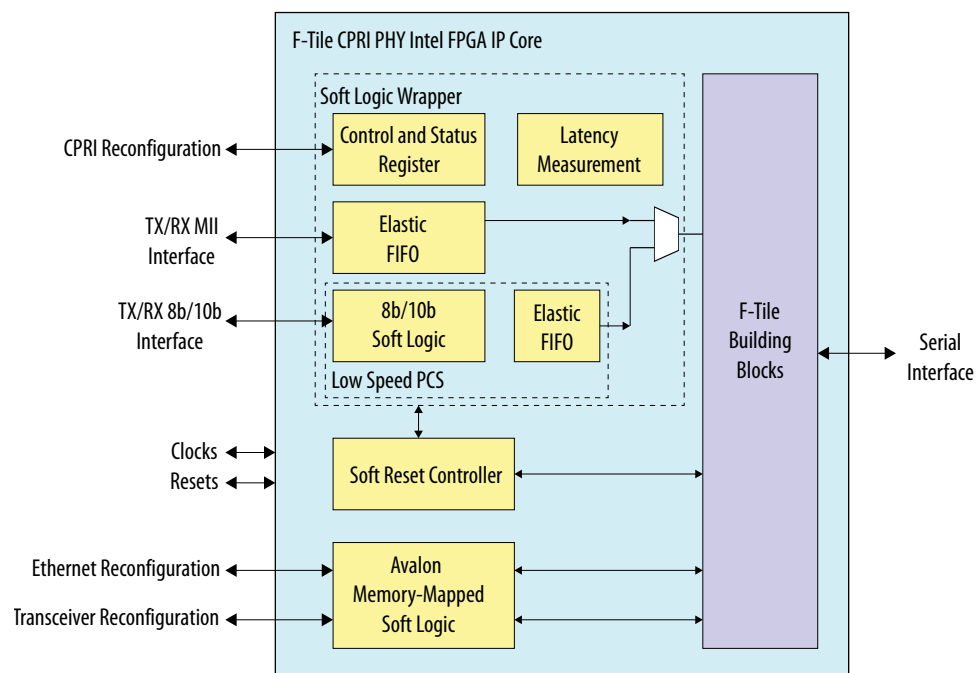 F-Tile CPRI PHY Intel FPGA IP Core
Soft Logic Wrapper
CPRI Reconfiguration
Control and Status
Register
Latency
Measurement
TX/RX MII
Interface
Elastic
FIFO
TX/RX 8b/10b
Interface
8b/10b
Soft Logic
Elastic
FIFO
Low Speed PCS
F-Tile
Building
Blocks
Serial
Interface
Clocks
Resets
Soft Reset Controller
Ethernet Reconfiguration
Transceiver Reconfiguration
Avalon
Memory-Mapped
Soft Logic